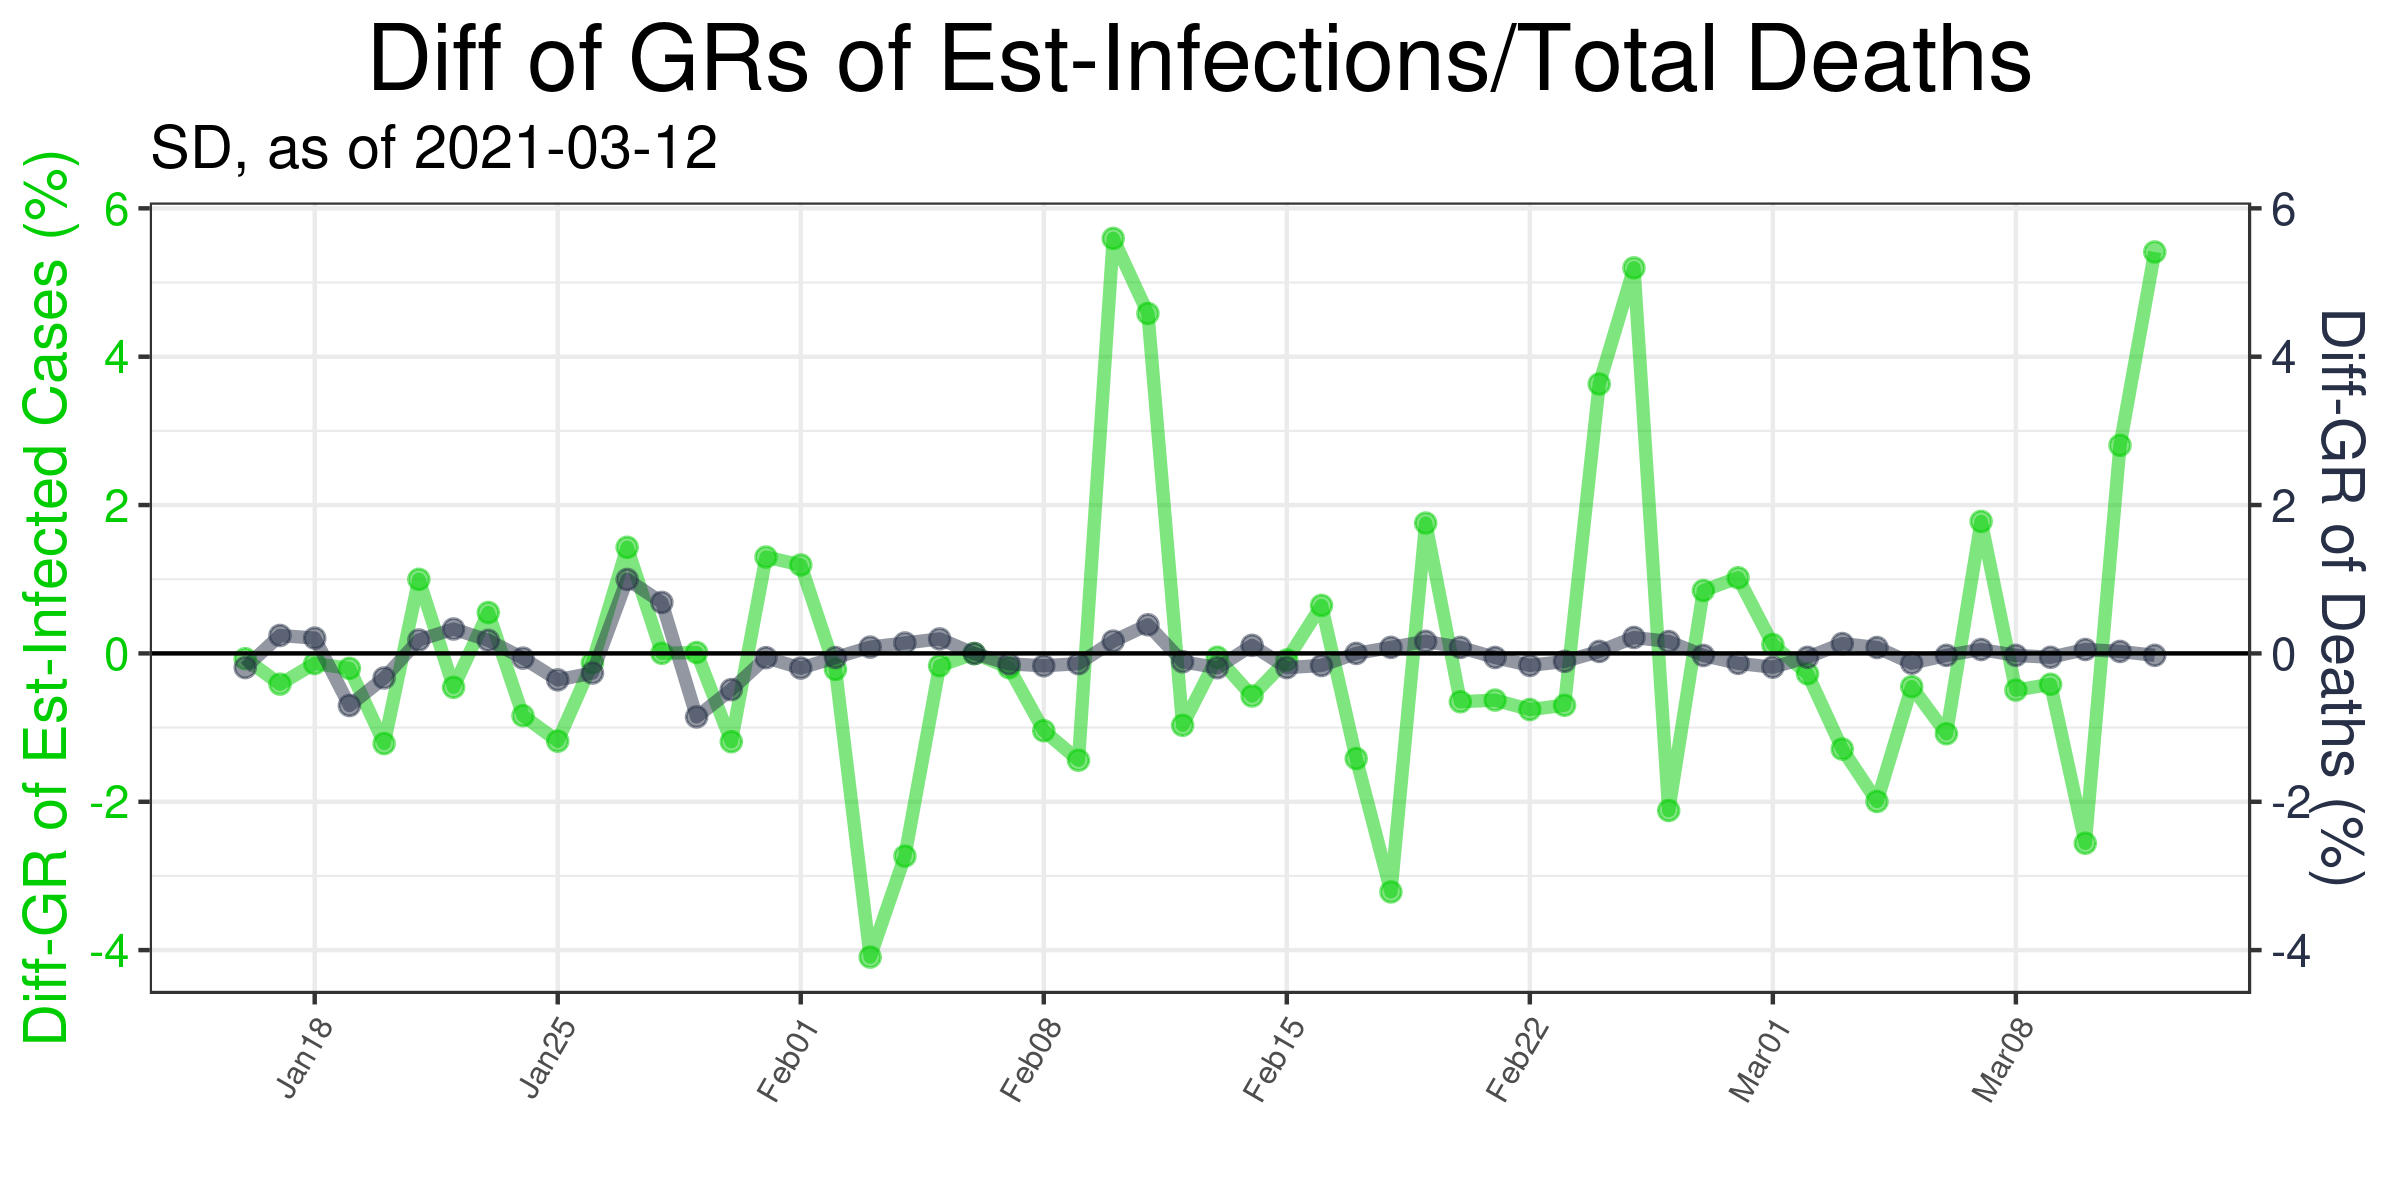 Diff of GRs of Est-Infections/Total Deaths
SD, as of 2021-03-12
Diff-GR of Est-Infected Cases (%)
6
4
2
0
-2
-4
6
4
2
0
-2
-4
Diff-GR of Deaths (%)
Jan18
Jan25
Feb01
Feb08
Feb15
Feb22
Mar01
Mar08